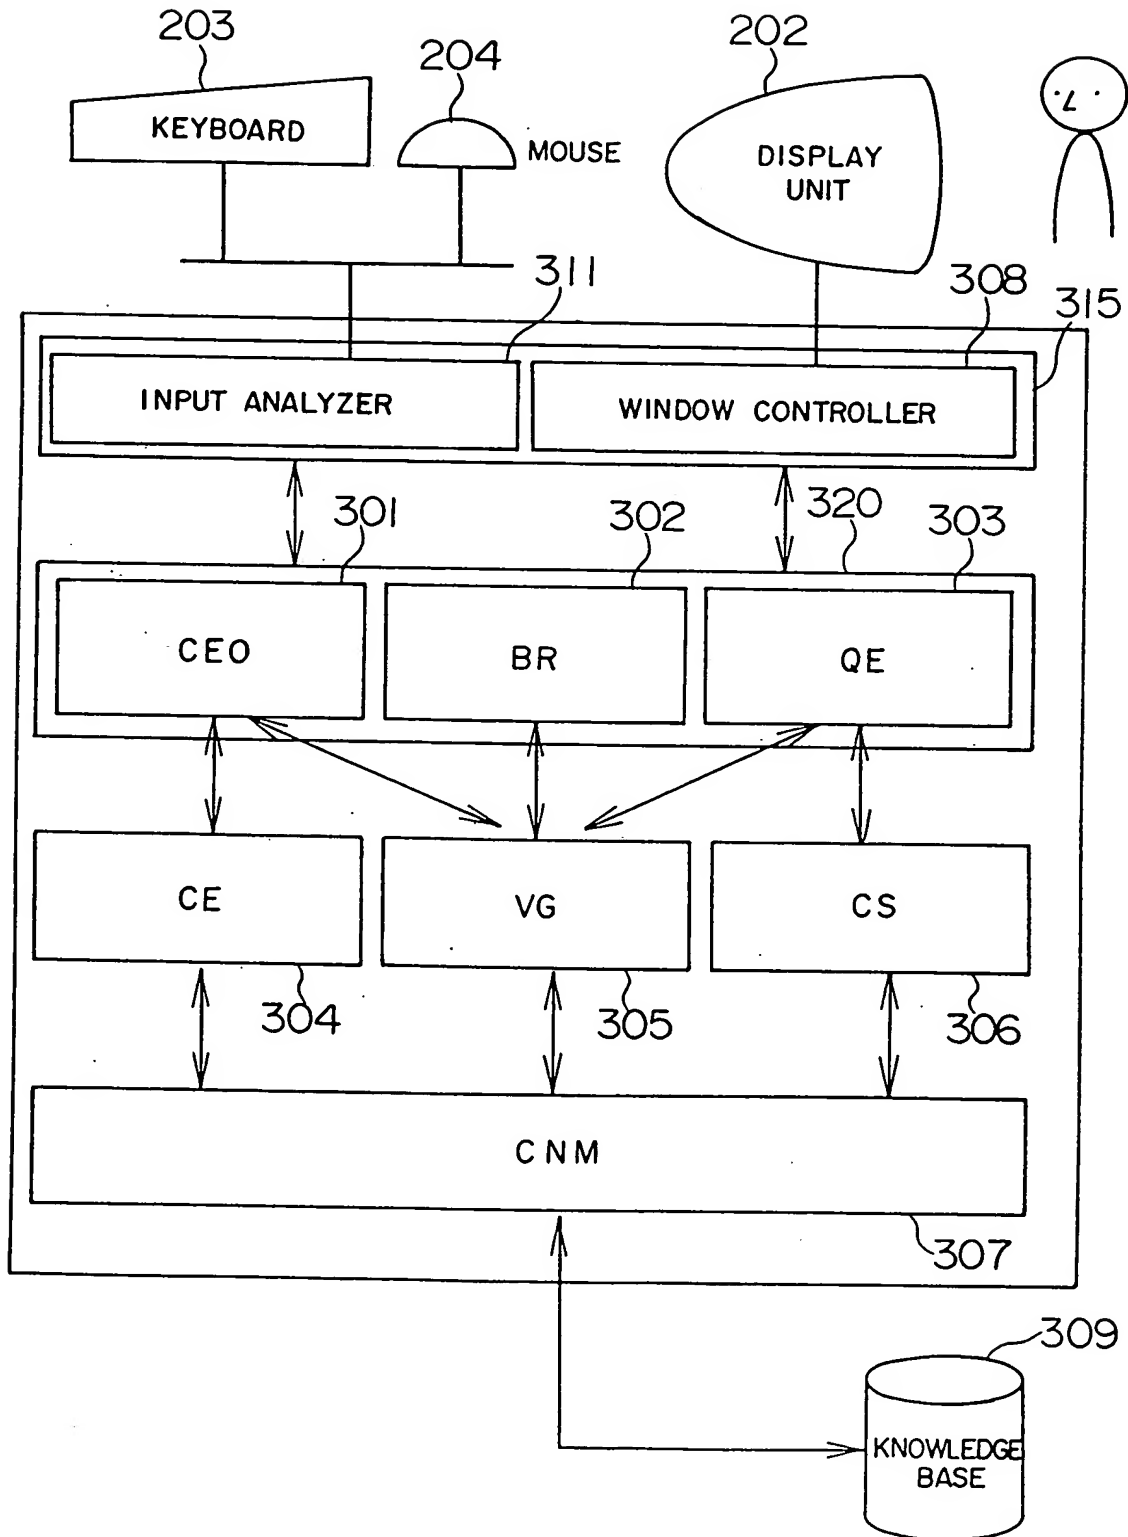 203
204
202
KEYBOARD
MOUSE
DISPLAY
UNIT
311
308
315
INPUT ANALYZER
WINDOW CONTROLLER
301
302
320
303
CEO
BR
QE
CE
VG
CS
304
305
306
CNM
307
309
KNOWLEDGE
BASE